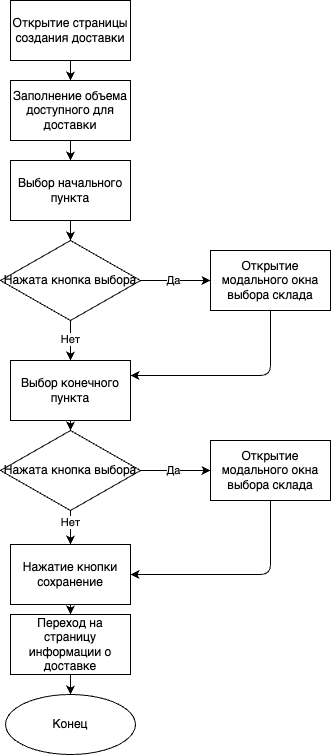 Открытие страницы
создания доставки
Заполнение объема
доступного для
доставки
Выбор начального
пункта
Нажата кнопка выбора
Да
Открытие
модального окна
выбора склада
Нет
Выбор конечного
пункта
Нажата кнопка выбора
Да
Открытие
модального окна
выбора склада
Нет
Нажатие кнопки
сохранение
Переход на
страницу
информации о
доставке
Конец